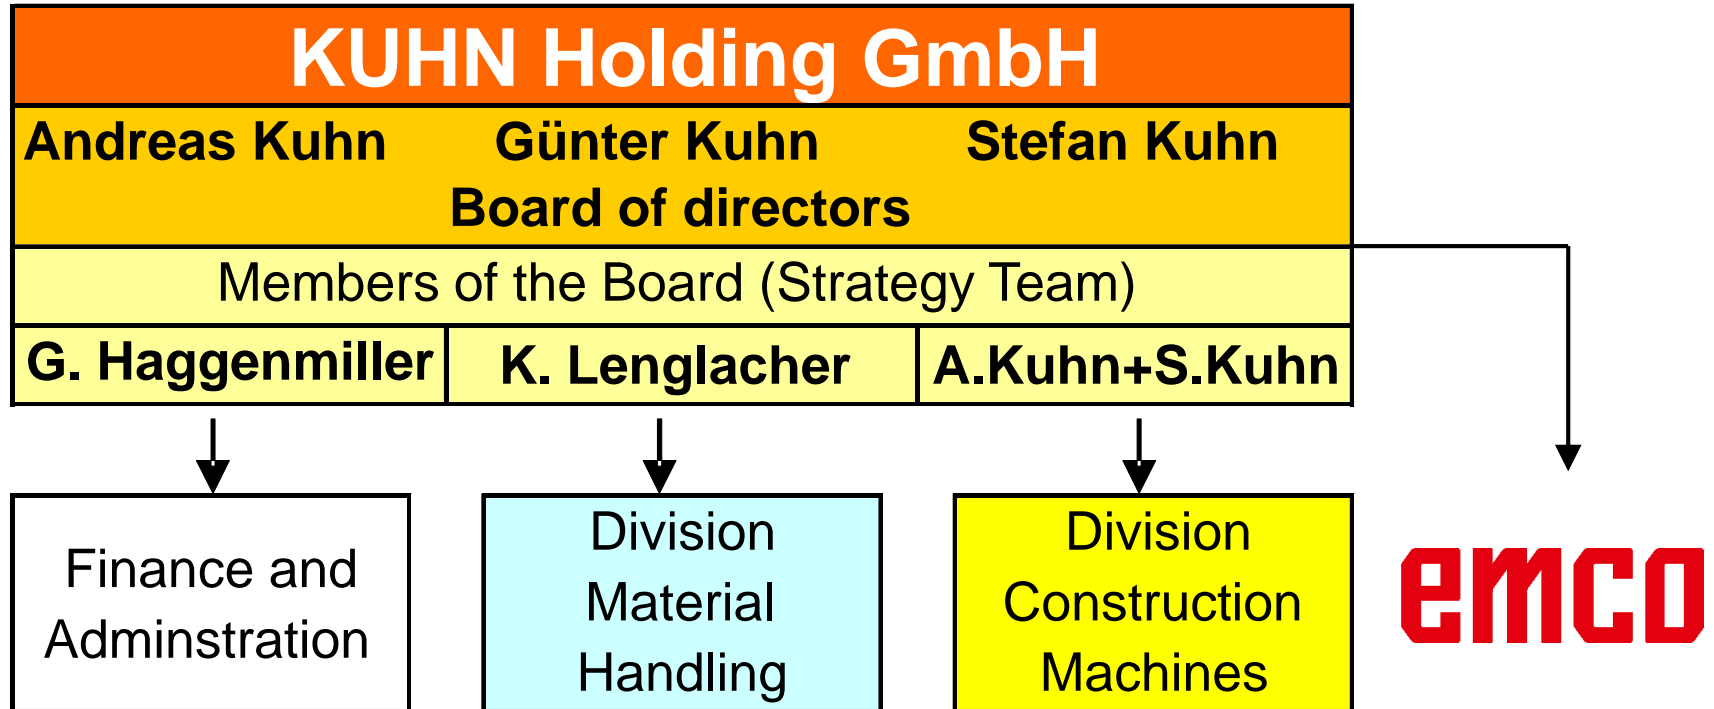 KUHN Holding GmbH
Andreas Kuhn Günter Kuhn Stefan Kuhn
Board of directors
Members of the Board (Strategy Team)
G. Haggenmiller K. Lenglacher A.Kuhn+S.Kuhn
Finance and
Adminstration
Division
Material
Handling
Division
Construction
Machines
emco